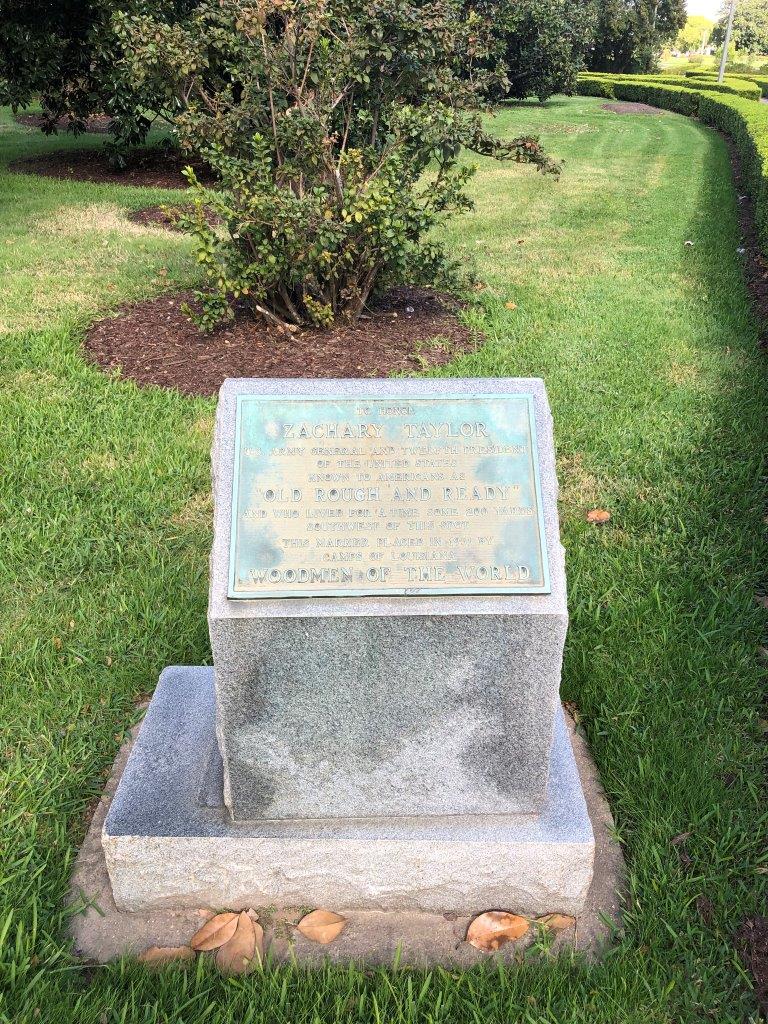 TO HONOR
ZACHARY TAYLOR
U.S. ARMY GENERAL AND TWELFTH PRESIDENT
OF THE UNITED STATES
KNOWN TO AMERICANS AS
"OLD ROUGH AND READY"
AND WHO LIVED FOR A TIME SOME 200 YARDS
SOUTHWEST OF THIS SPOT
THIS MARKER PLACED IN BY
CAMPS OF LOUISIANA
WOODMEN OF THE WORLD